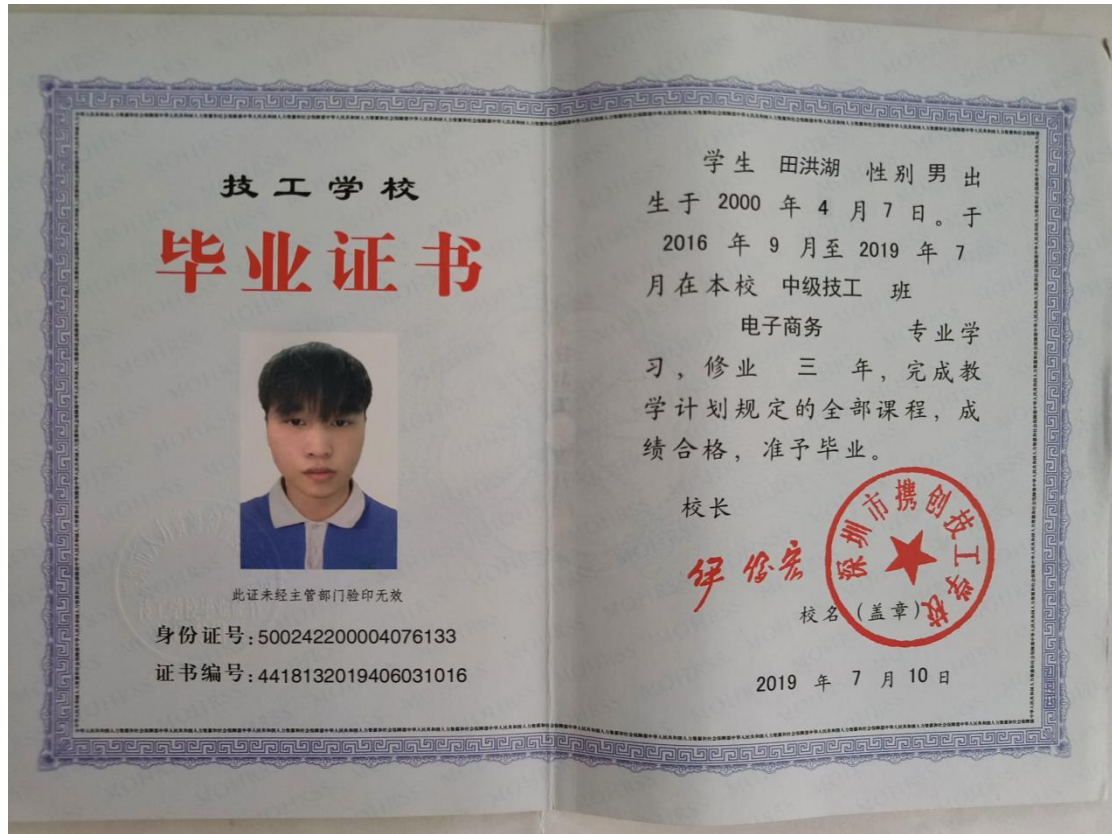 技工学校
毕业证书
此证未经主管部门验印无效
身份证号:500242200004076133
证书编号:4418132019406031016
学生 田洪湖 性别 男 出
生于 2000 年 4 月 7 日。于
2016 年 9 月至 2019 年 7
月在本校 中级技工 班
电子商务 专业学
习，修业 三 年，完成教
学计划规定的全部课程，成
绩合格，准予毕业。
校长
深圳市携创技工学校
校名（盖章）
2019 年 7 月 10 日